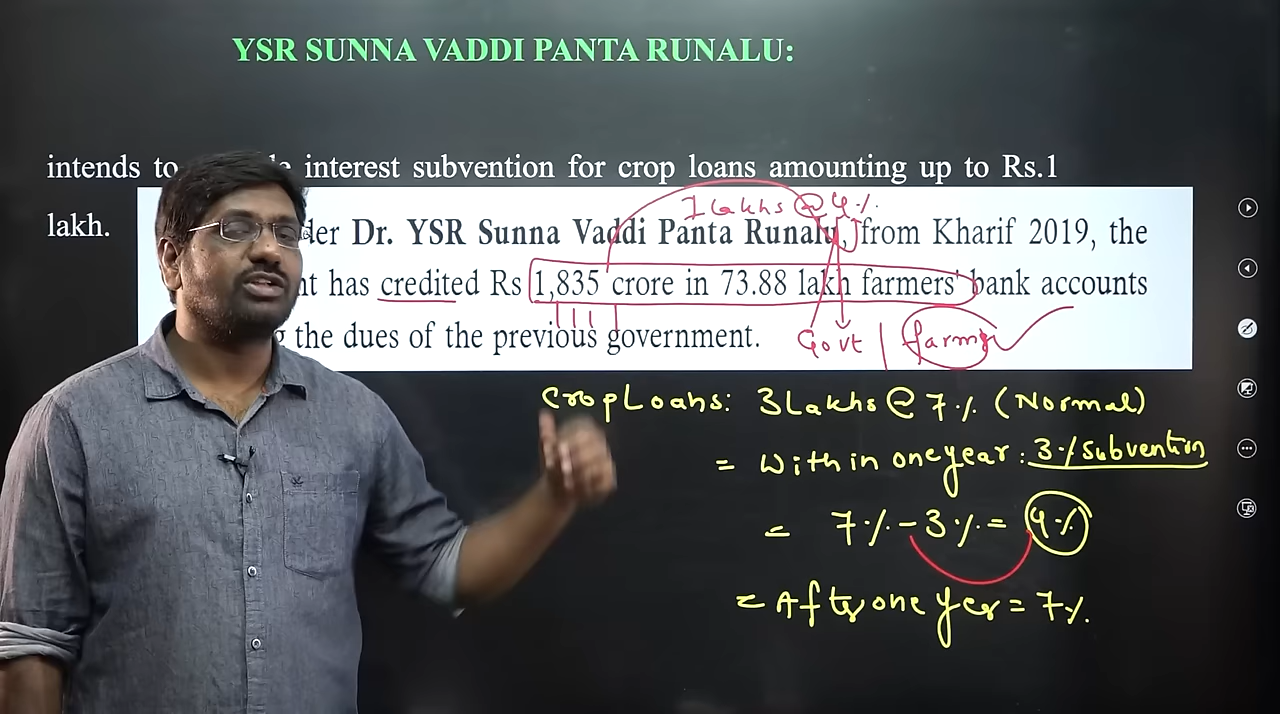 YSR SUNNA VADDI PANTA RUNALU:
intends to interest subvention for crop loans amounting up to Rs.1
lakh.
1 Lakhs @ 4%
der Dr. YSR Sunna Vaddi Panta Runalu, from Kharif 2019, the
nt has credited Rs 1,835 crore in 73.88 lakh farmers' bank accounts
g the dues of the previous government.
Govt | farmer
Crop Loans: 3 Lakhs @ 7% (Normal)
= With in one year: 3% Subvention
= 7% - 3% = 4%
= After one year = 7%